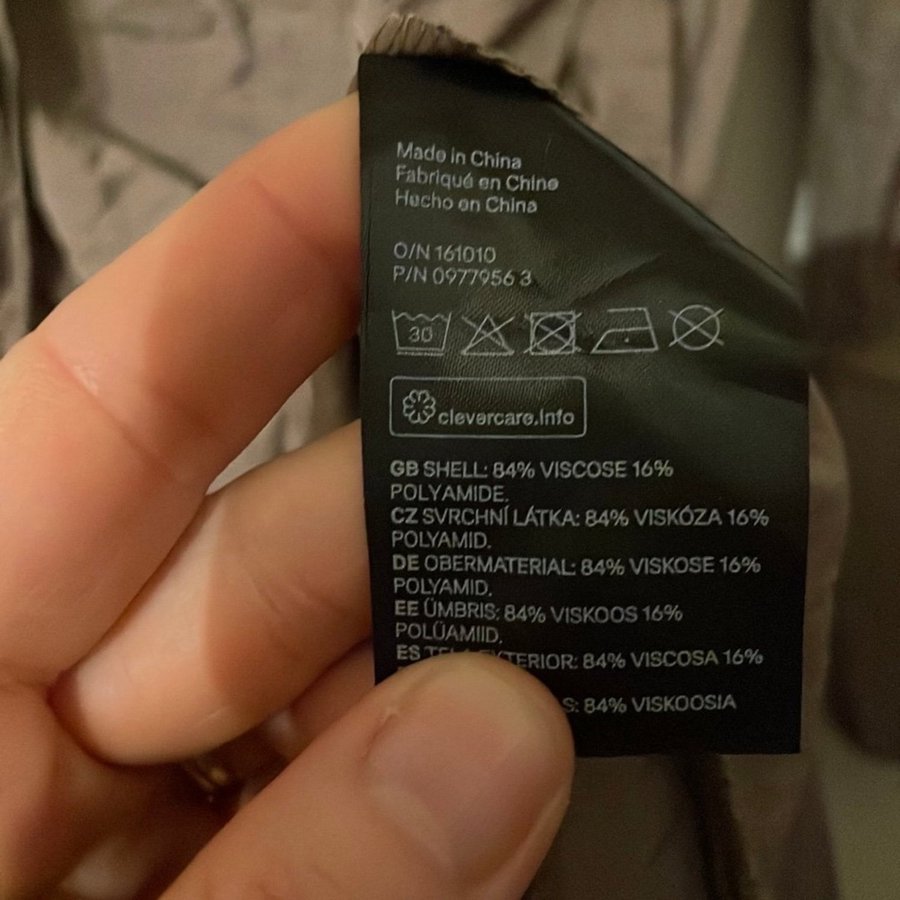 Made in China
Fabriqué en Chine
Hecho en China
O/N 161010
P/N 0977956 3
30
clevercare.info
GB SHELL: 84% VISCOSE 16%
POLYAMIDE.
CZ SVRCHNÍ LÁTKA: 84% VISKÓZA 16%
POLYAMID.
DE OBERMATERIAL: 84% VISKOSE 16%
POLYAMID.
EE ÜMBRIS: 84% VISKOOS 16%
POLÜAMIID.
ES 84% VISCOSA 16%
84% VISKOOSIA